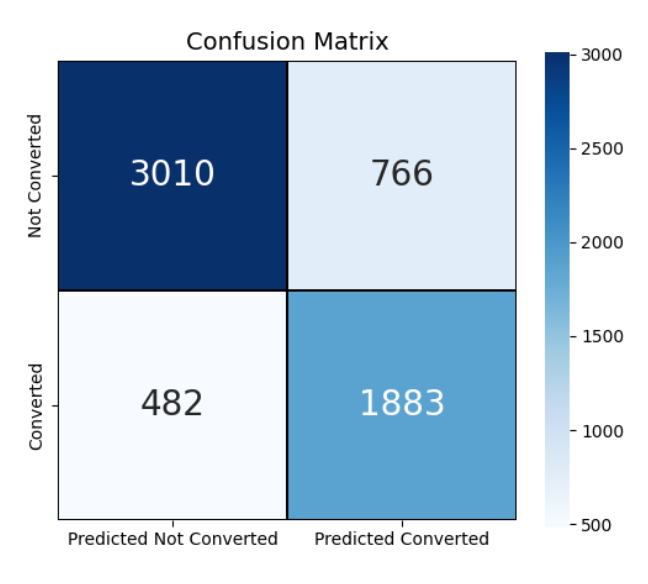 Confusion Matrix
Not Converted
3010
766
Converted
482
1883
Predicted Not Converted
Predicted Converted
3000
2500
2000
1500
1000
500